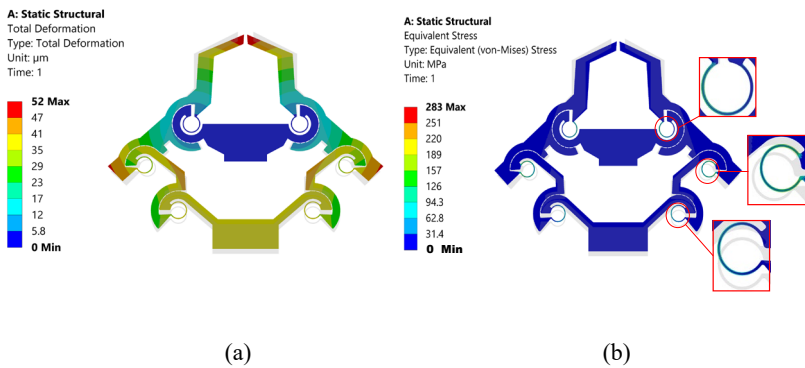 A: Static Structural
Total Deformation
Type: Total Deformation
Unit: µm
Time: 1
52 Max
47
41
35
29
23
17
12
5.8
0 Min
(a)
A: Static Structural
Equivalent Stress
Type: Equivalent (von-Mises) Stress
Unit: MPa
Time: 1
283 Max
251
220
189
157
126
94.3
62.8
31.4
0 Min
(b)